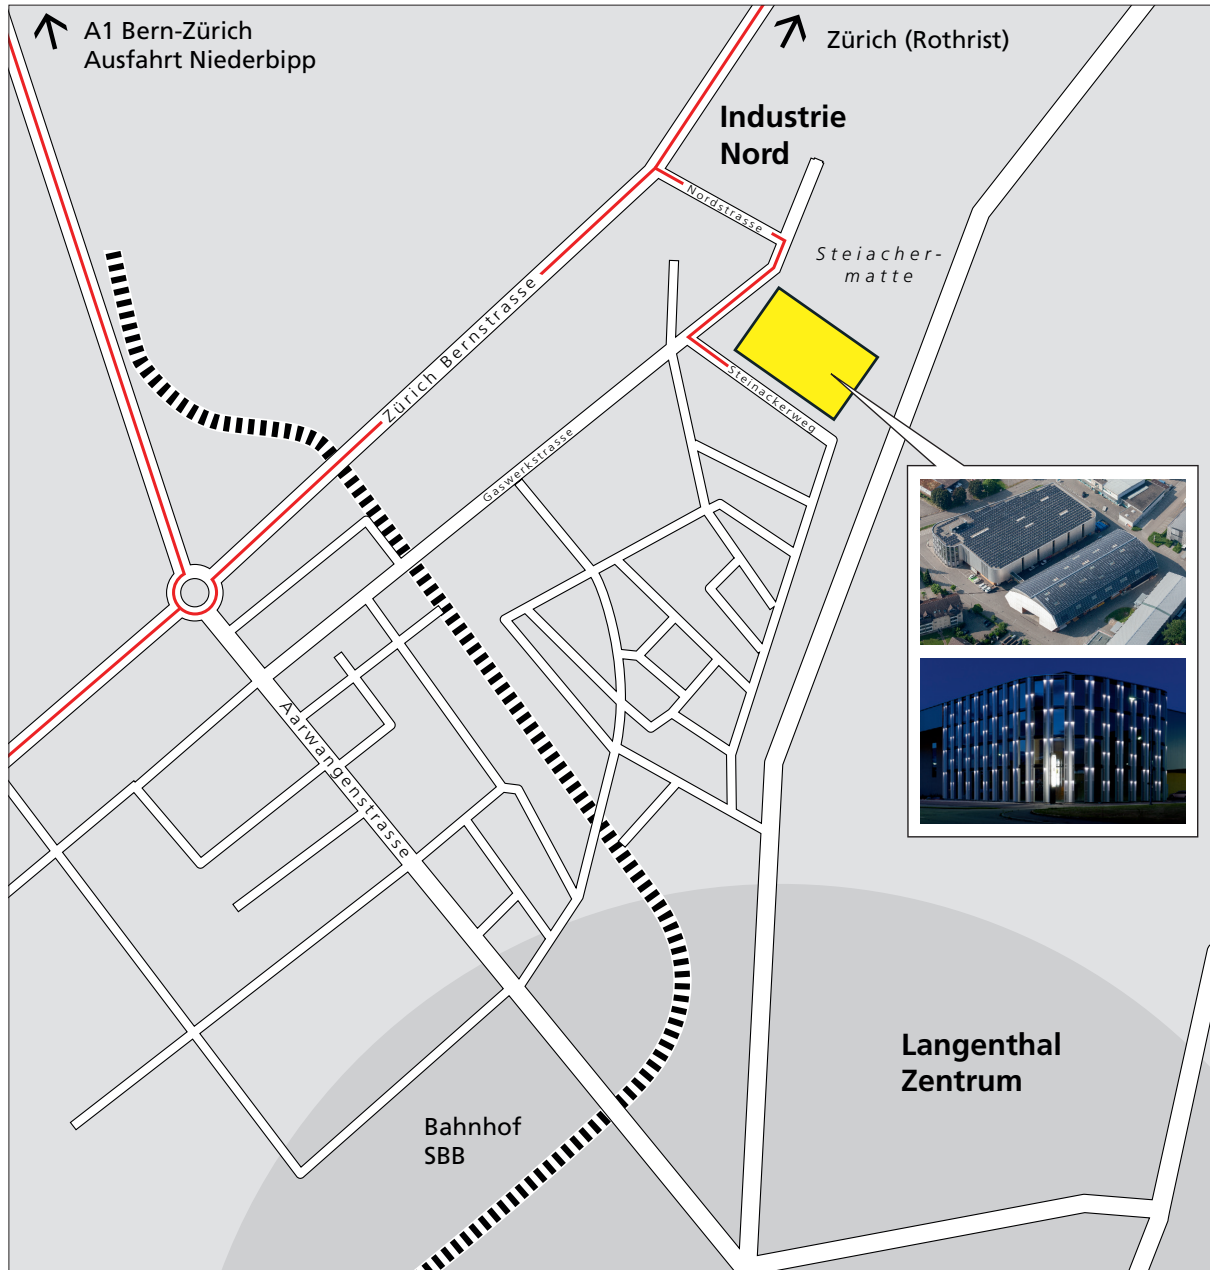 A1 Bern-Zürich
Ausfahrt Niederbipp
Zürich (Rothrist)
Industrie
Nord
Nordstrasse
Steiacher-
matte
Zürich Bernstrasse
Steinackerweg
Gaswerkstrasse
Aarwangenstrasse
Langenthal
Zentrum
Bahnhof
SBB